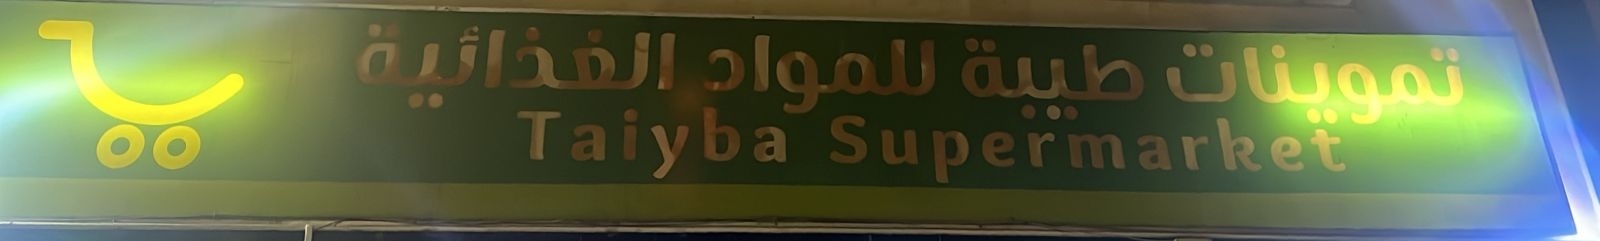 تموينات طيبة للمواد الغذائية
Taiyba Supermarket